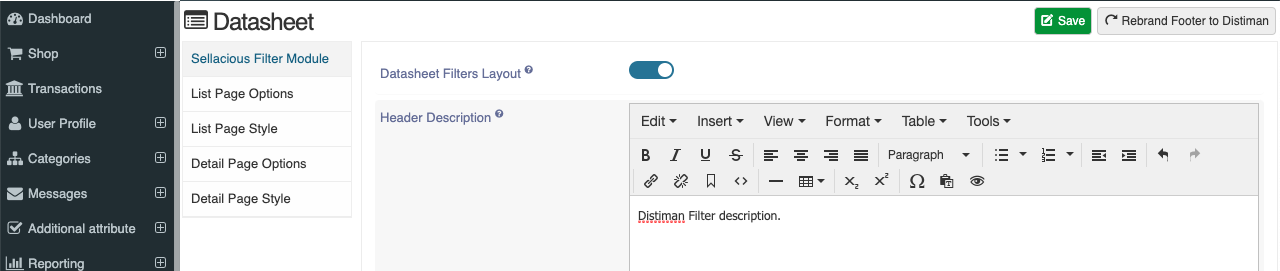 Dashboard
Shop
Transactions
User Profile
Categories
Messages
Additional attribute
Reporting
Datasheet
Save
Rebrand Footer to Distiman
Sellacious Filter Module
List Page Options
List Page Style
Detail Page Options
Detail Page Style
Datasheet Filters Layout ?
Header Description ?
Edit Insert View Format Table Tools
B I U S Paragraph
Distiman Filter description.